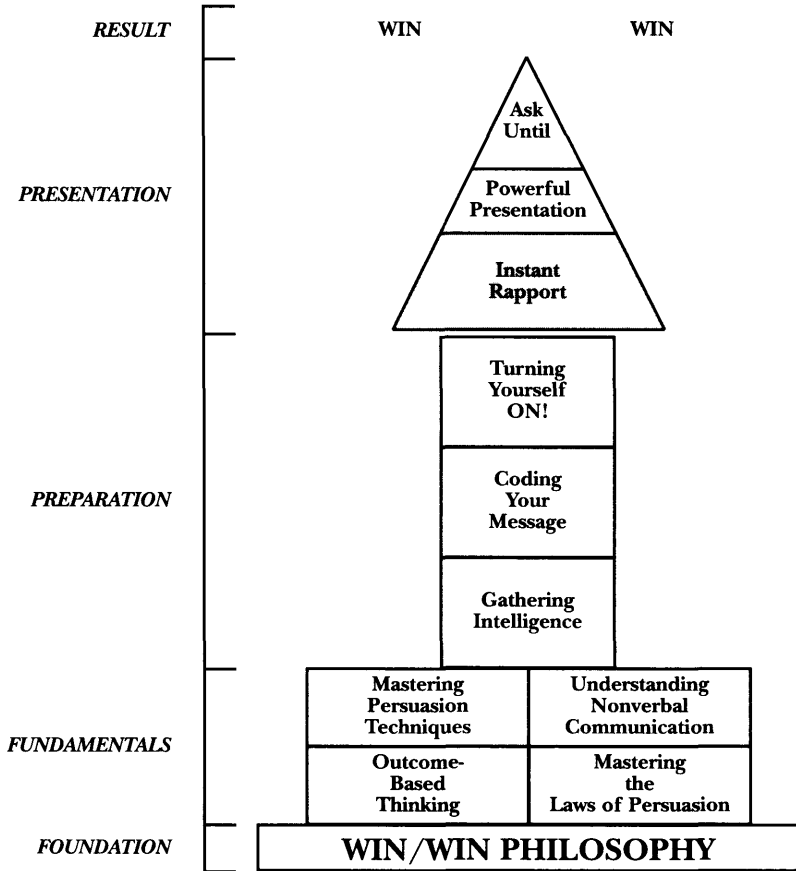 RESULT
WIN WIN
PRESENTATION
Ask
Until
Powerful
Presentation
Instant
Rapport
PREPARATION
Turning
Yourself
ON!
Coding
Your
Message
Gathering
Intelligence
FUNDAMENTALS
Mastering
Persuasion
Techniques
Understanding
Nonverbal
Communication
Outcome-
Based
Thinking
Mastering
the
Laws of Persuasion
FOUNDATION
WIN/WIN PHILOSOPHY